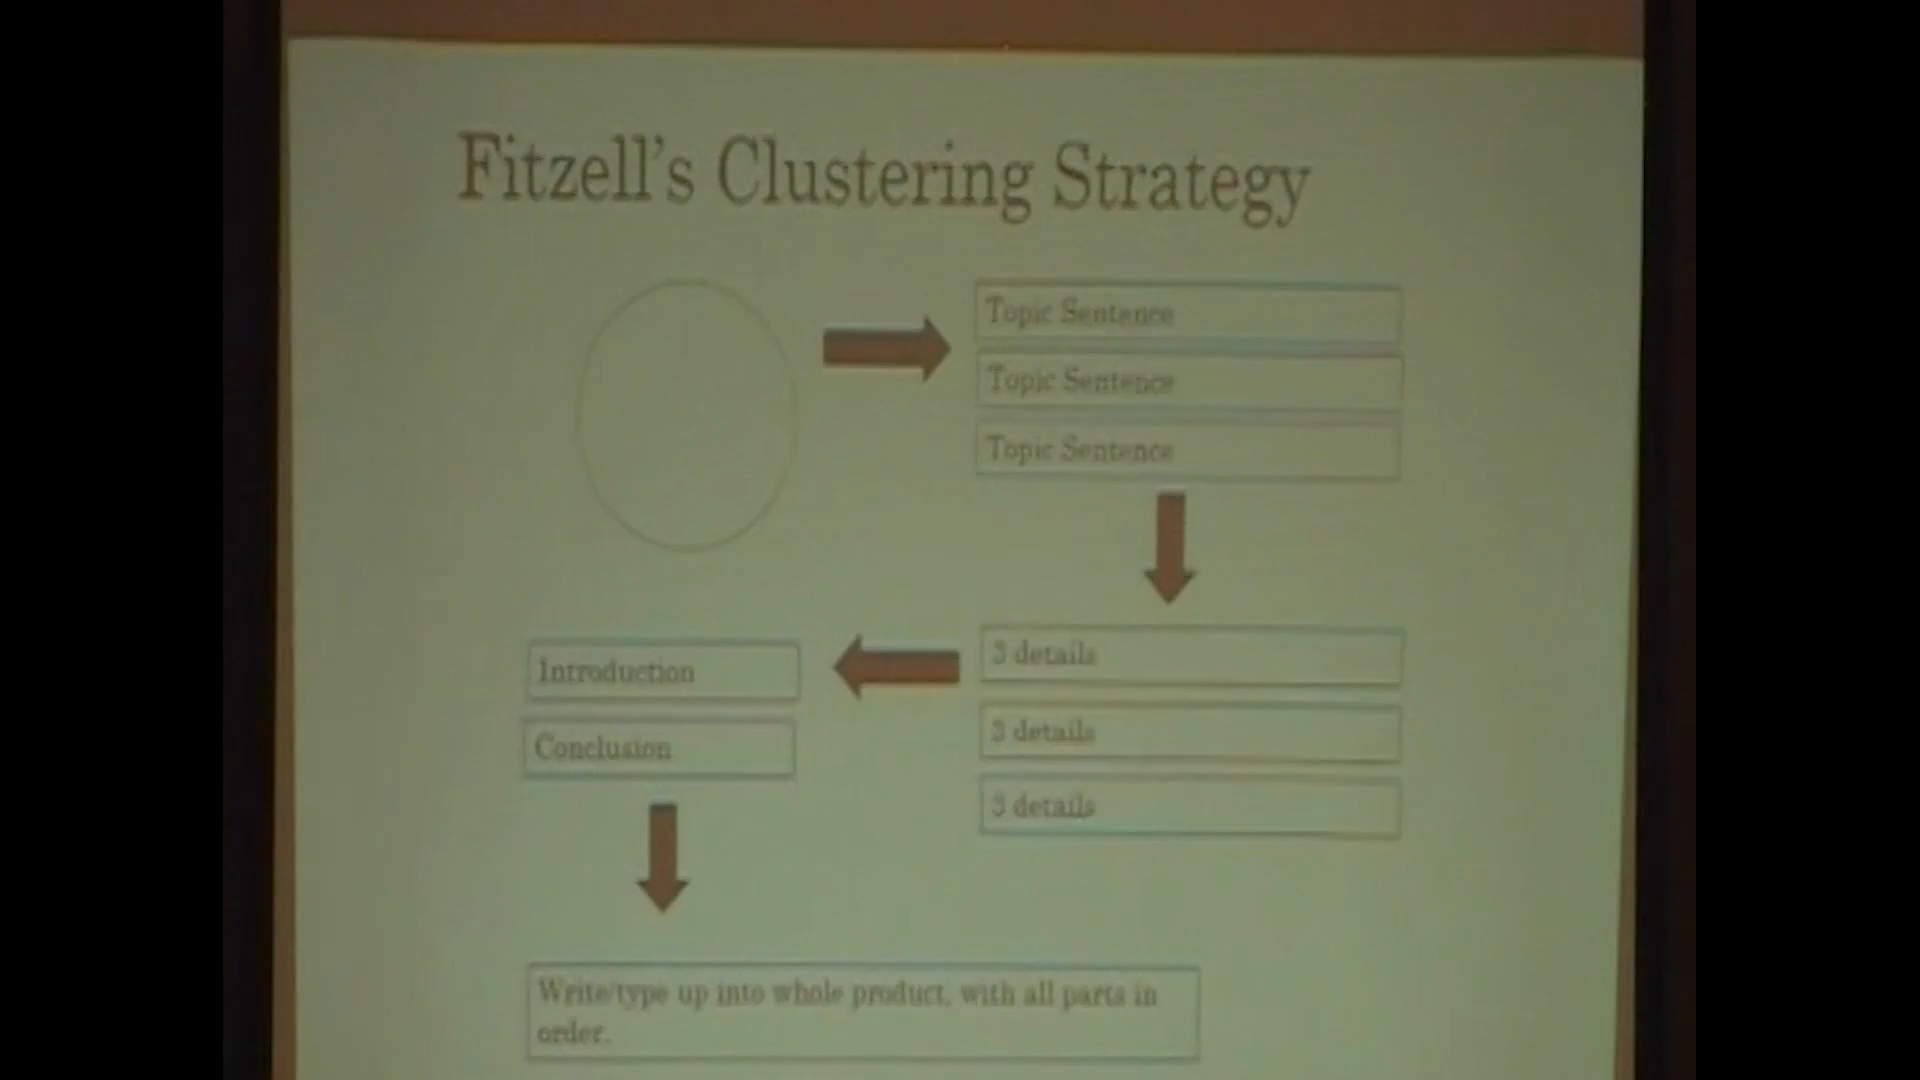 Fitzell's Clustering Strategy
Topic Sentence
Topic Sentence
Topic Sentence
3 details
3 details
3 details
Introduction
Conclusion
Write/type up into whole product, with all parts in
order.